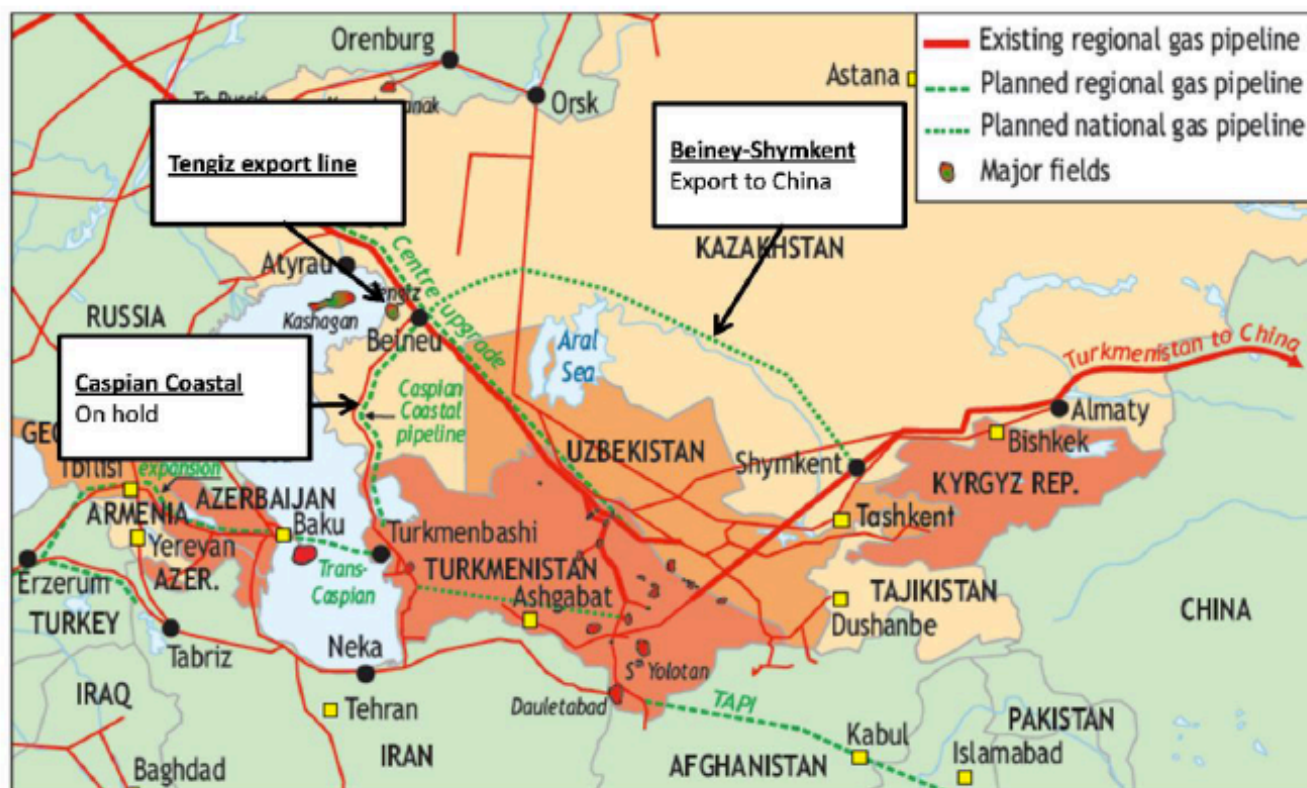 Existing regional gas pipeline
Planned regional gas pipeline
Planned national gas pipeline
Major fields
Orenburg
Orsk
Astana
Tengiz export line
Beiney-Shymkent
Export to China
KAZAKHSTAN
Centre upgrade
Atyrau
Kashagan
RUSSIA
Beineu
Aral
Sea
Turkmenistan to China
Caspian Coastal
On hold
Caspian
Coastal
pipeline
Almaty
Bishkek
UZBEKISTAN
Shymkent
KYRGYZ REP.
Tbilisi
expansion
AZERBAIJAN
ARMENIA
Baku
Turkmenbashi
Tashkent
Yerevan
AZER.
Trans-
Caspian
TURKMENISTAN
Ashgabat
TAJIKISTAN
Dushanbe
CHINA
Erzerum
TURKEY
Tabriz
Neka
Sth Yolotan
Dauletabad
TAPI
IRAQ
Tehran
IRAN
Kabul
PAKISTAN
Islamabad
AFGHANISTAN
Baghdad